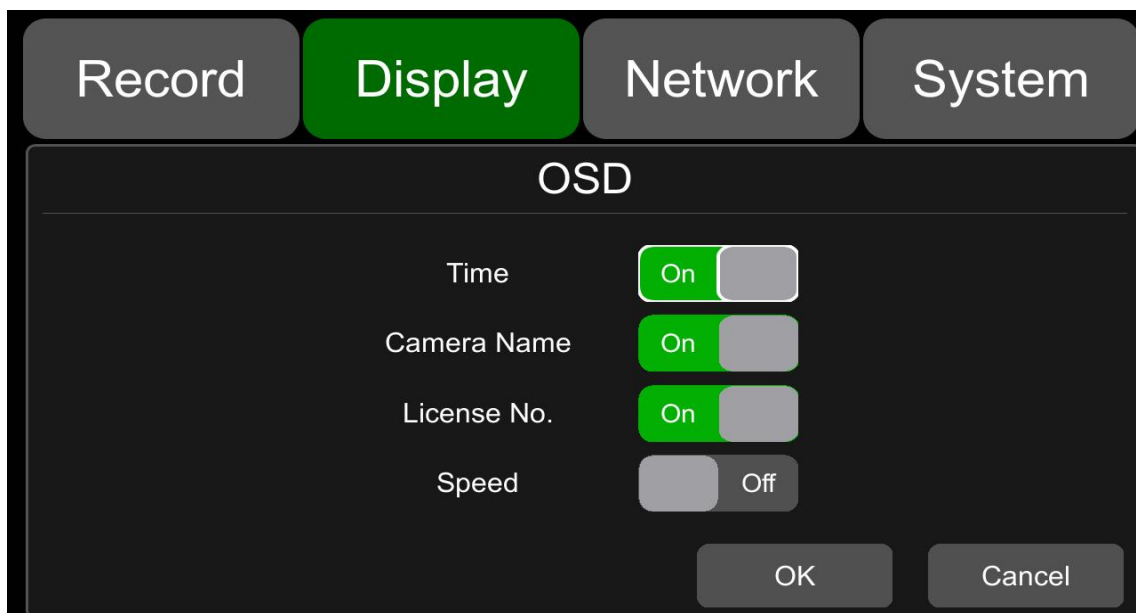 Record Display Network System
OSD
Time On
Camera Name On
License No. On
Speed Off
OK Cancel